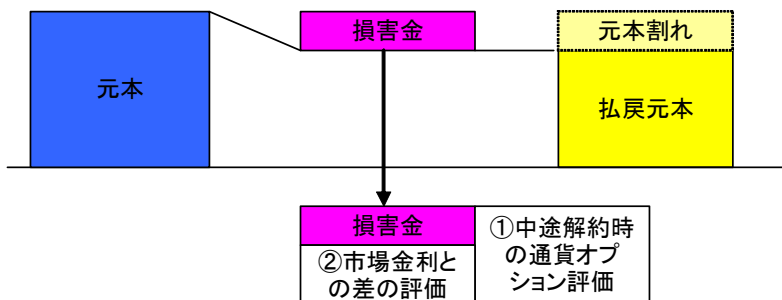 元本
損害金
元本割れ
払戻元本
損害金
①中途解約時
の通貨オプ
ション評価
②市場金利と
の差の評価